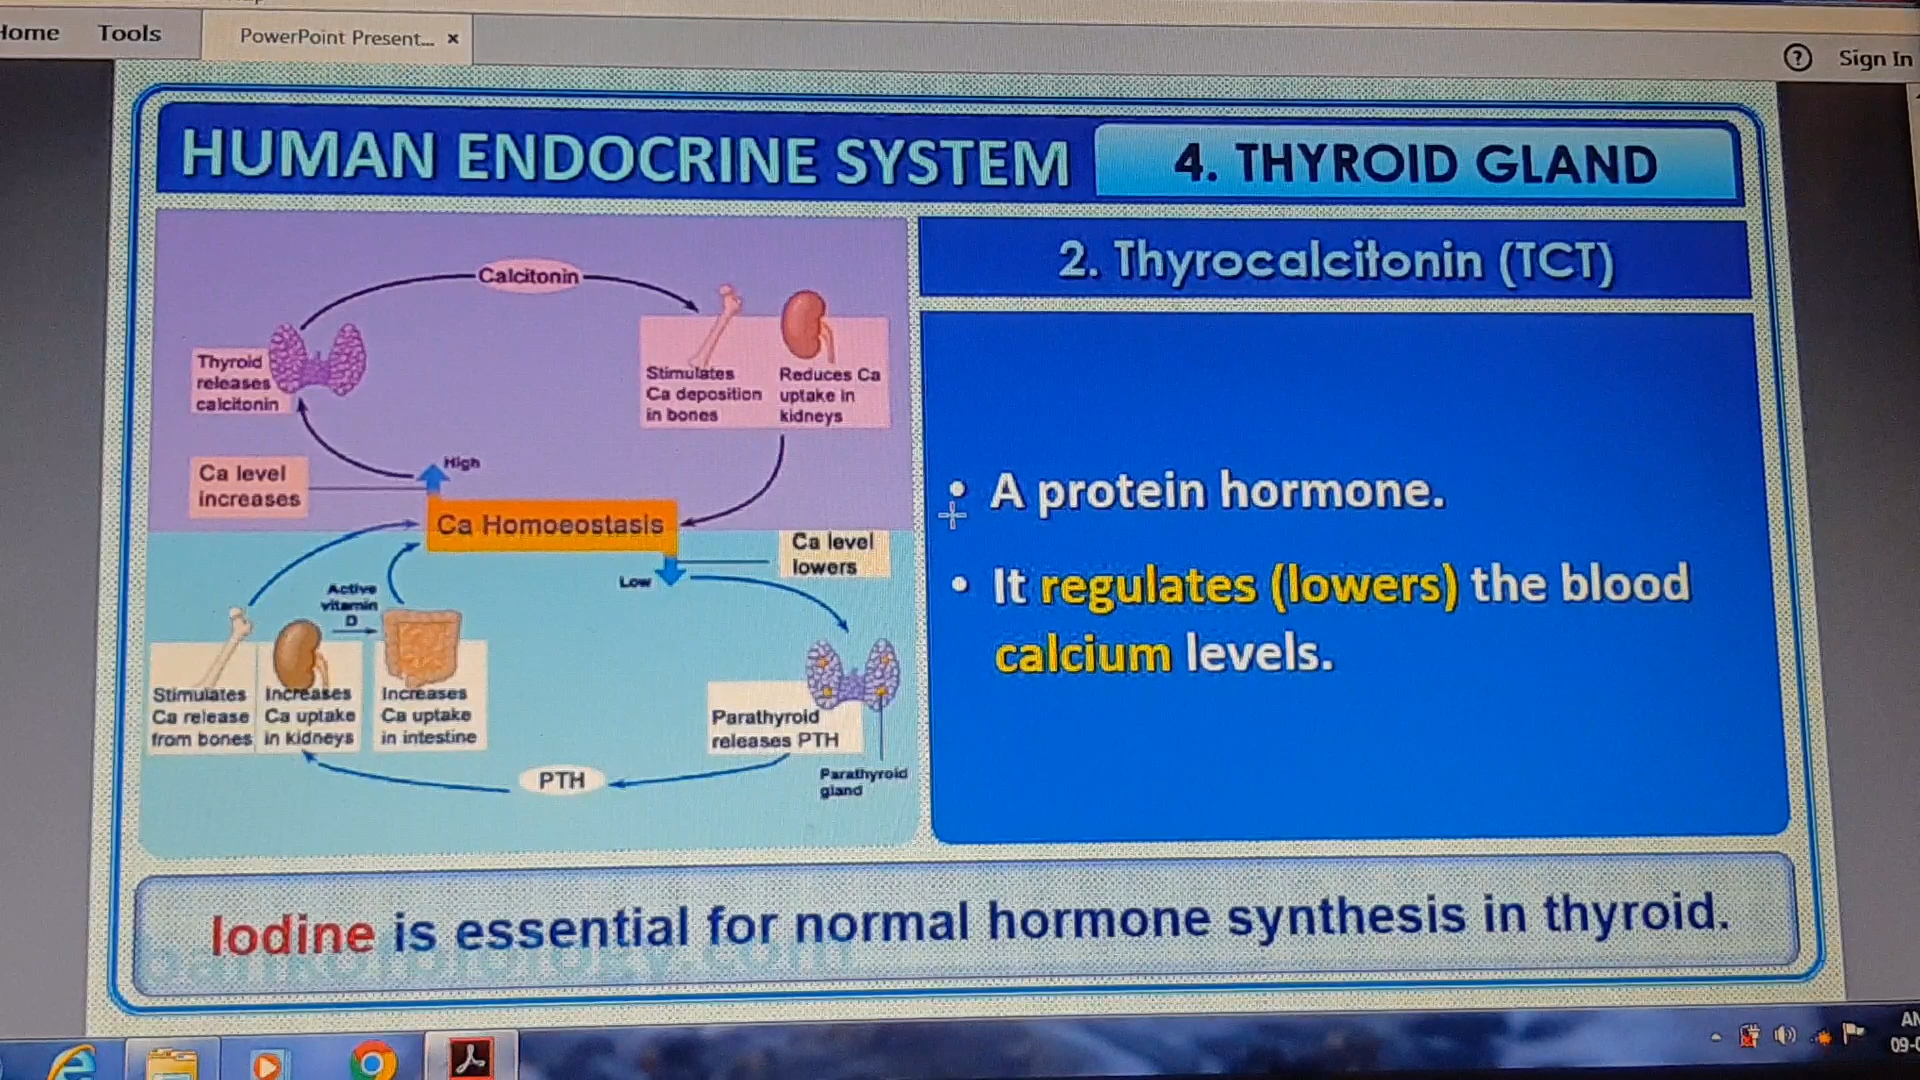 Home Tools PowerPoint Present... ×
? Sign In
HUMAN ENDOCRINE SYSTEM
4. THYROID GLAND
Calcitonin
Thyroid
releases
calcitonin
Stimulates
Ca deposition
in bones
Reduces Ca
uptake in
kidneys
High
Ca level
increases
Ca Homoeostasis
Ca level
lowers
Low
Active
vitamin
D
Stimulates
Ca release
from bones
Increases
Ca uptake
in kidneys
Increases
Ca uptake
in intestine
Parathyroid
releases PTH
PTH
Parathyroid
gland
2. Thyrocalcitonin (TCT)
• A protein hormone.
• It regulates (lowers) the blood
calcium levels.
Iodine is essential for normal hormone synthesis in thyroid.